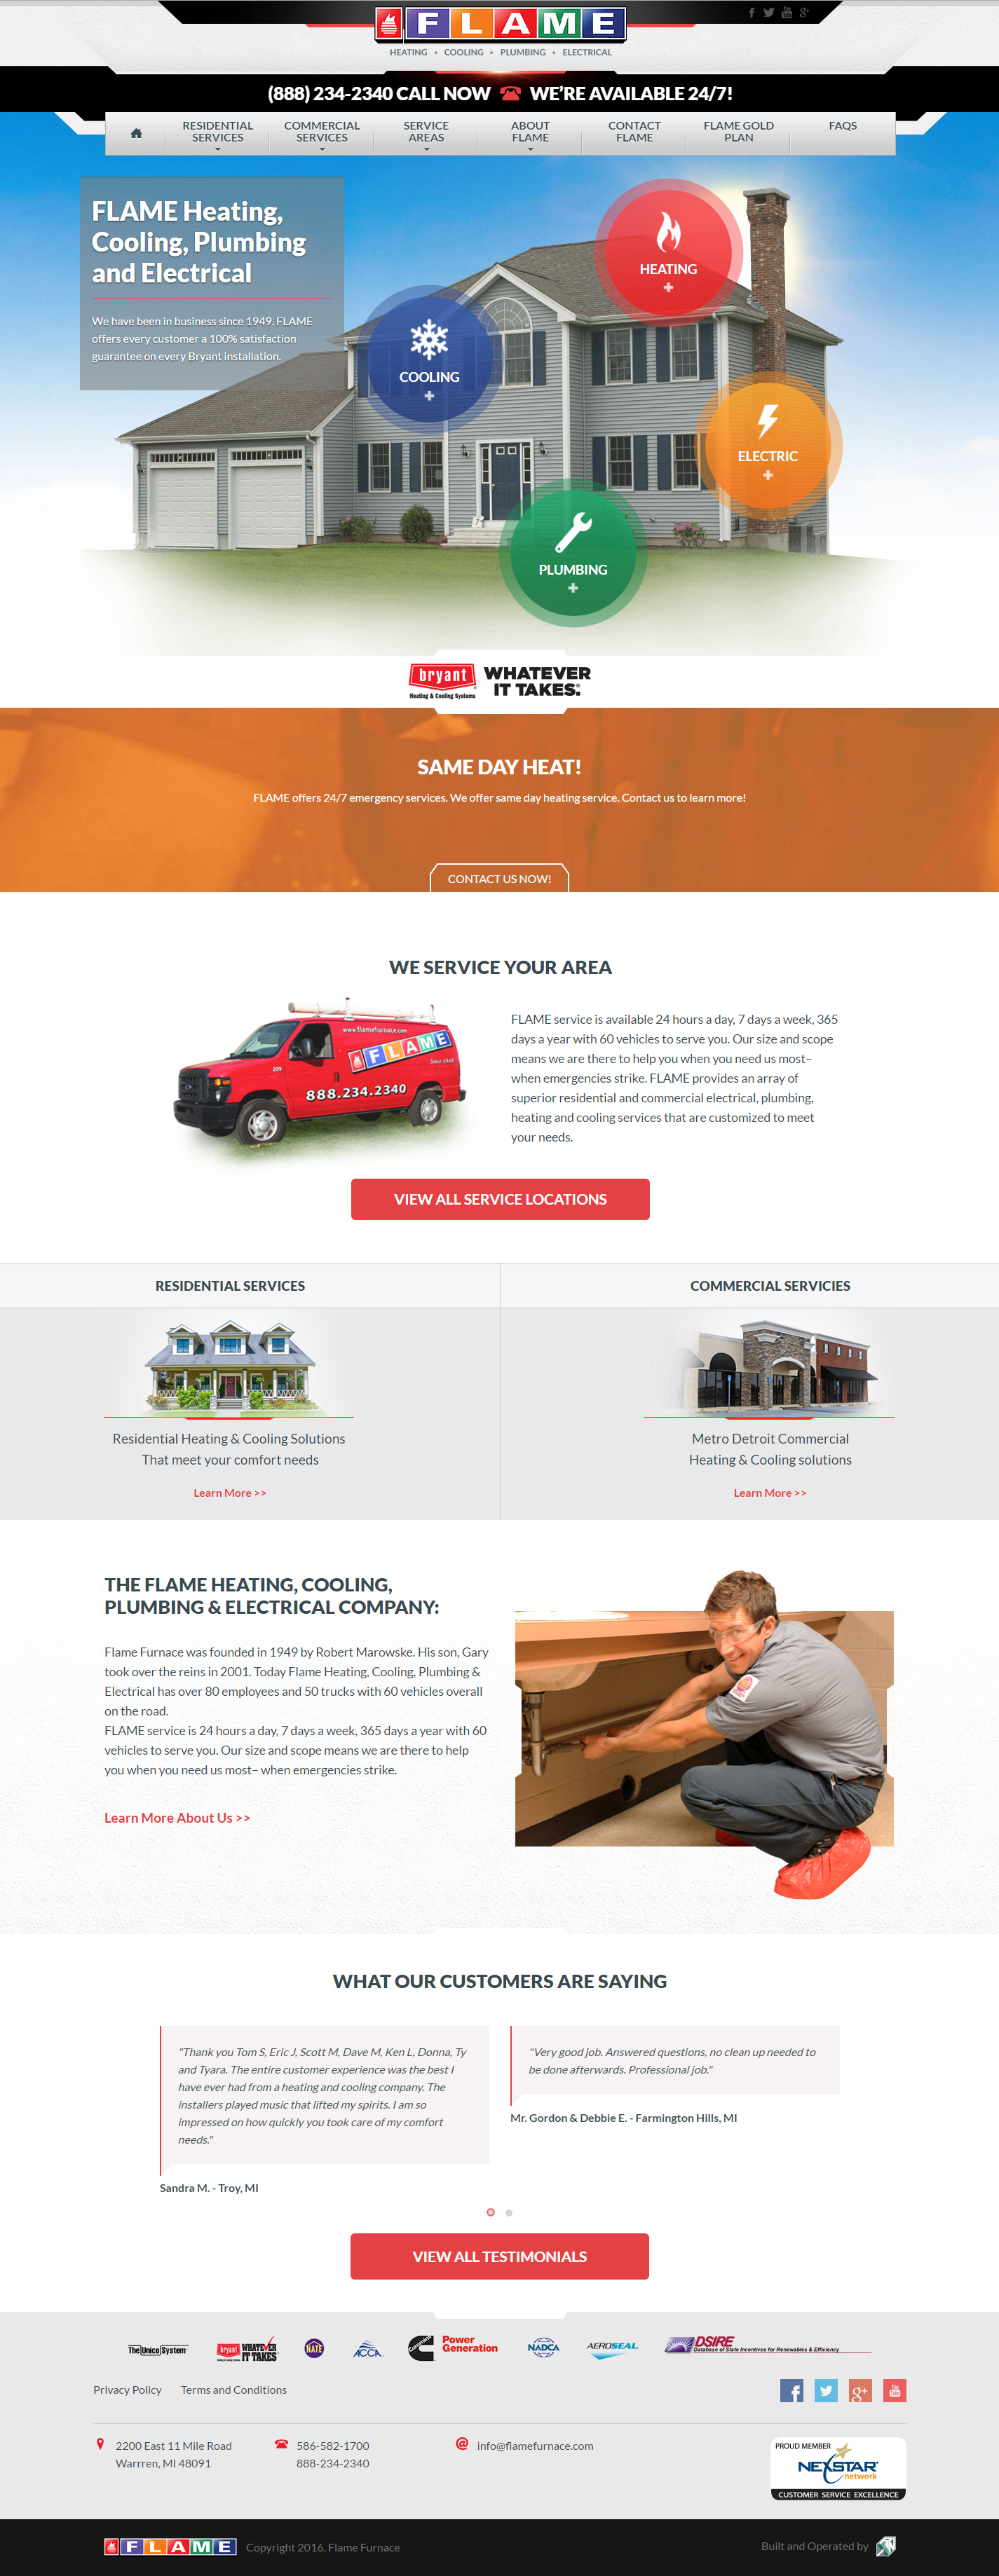 FLAME
HEATING • COOLING • PLUMBING • ELECTRICAL
(888) 234-2340 CALL NOW WE'RE AVAILABLE 24/7!
RESIDENTIAL SERVICES
COMMERCIAL SERVICES
SERVICE AREAS
ABOUT FLAME
CONTACT FLAME
FLAME GOLD PLAN
FAQS
FLAME Heating,
Cooling, Plumbing
and Electrical
We have been in business since 1949. FLAME
offers every customer a 100% satisfaction
guarantee on every Bryant installation.
HEATING
COOLING
ELECTRIC
PLUMBING
bryant
Heating & Cooling Systems
WHATEVER
IT TAKES.
SAME DAY HEAT!
FLAME offers 24/7 emergency services. We offer same day heating service. Contact us to learn more!
CONTACT US NOW!
WE SERVICE YOUR AREA
www.flamefurnace.com
FLAME
Since 1949
209
888.234.2340
FLAME service is available 24 hours a day, 7 days a week, 365
days a year with 60 vehicles to serve you. Our size and scope
means we are there to help you when you need us most–
when emergencies strike. FLAME provides an array of
superior residential and commercial electrical, plumbing,
heating and cooling services that are customized to meet
your needs.
VIEW ALL SERVICE LOCATIONS
RESIDENTIAL SERVICES
COMMERCIAL SERVICIES
Residential Heating & Cooling Solutions
That meet your comfort needs
Learn More >>
Metro Detroit Commercial
Heating & Cooling solutions
Learn More >>
THE FLAME HEATING, COOLING,
PLUMBING & ELECTRICAL COMPANY:
Flame Furnace was founded in 1949 by Robert Marowske. His son, Gary
took over the reins in 2001. Today Flame Heating, Cooling, Plumbing &
Electrical has over 80 employees and 50 trucks with 60 vehicles overall
on the road.
FLAME service is 24 hours a day, 7 days a week, 365 days a year with 60
vehicles to serve you. Our size and scope means we are there to help
you when you need us most– when emergencies strike.
Learn More About Us >>
WHAT OUR CUSTOMERS ARE SAYING
"Thank you Tom S, Eric J, Scott M, Dave M, Ken L, Donna, Ty
and Tyara. The entire customer experience was the best I
have ever had from a heating and cooling company. The
installers played music that lifted my spirits. I am so
impressed on how quickly you took care of my comfort
needs."
Sandra M. - Troy, MI
"Very good job. Answered questions, no clean up needed to
be done afterwards. Professional job."
Mr. Gordon & Debbie E. - Farmington Hills, MI
VIEW ALL TESTIMONIALS
The Unico System
bryant WHATEVER IT TAKES
NATE
ACCA
Power Generation
NADCA
AEROSEAL
DSIRE
Database of State Incentives for Renewables & Efficiency
Privacy Policy
Terms and Conditions
2200 East 11 Mile Road
Warrren, MI 48091
586-582-1700
888-234-2340
info@flamefurnace.com
PROUD MEMBER
NEXSTAR
network
CUSTOMER SERVICE EXCELLENCE
FLAME
Copyright 2016. Flame Furnace
Built and Operated by